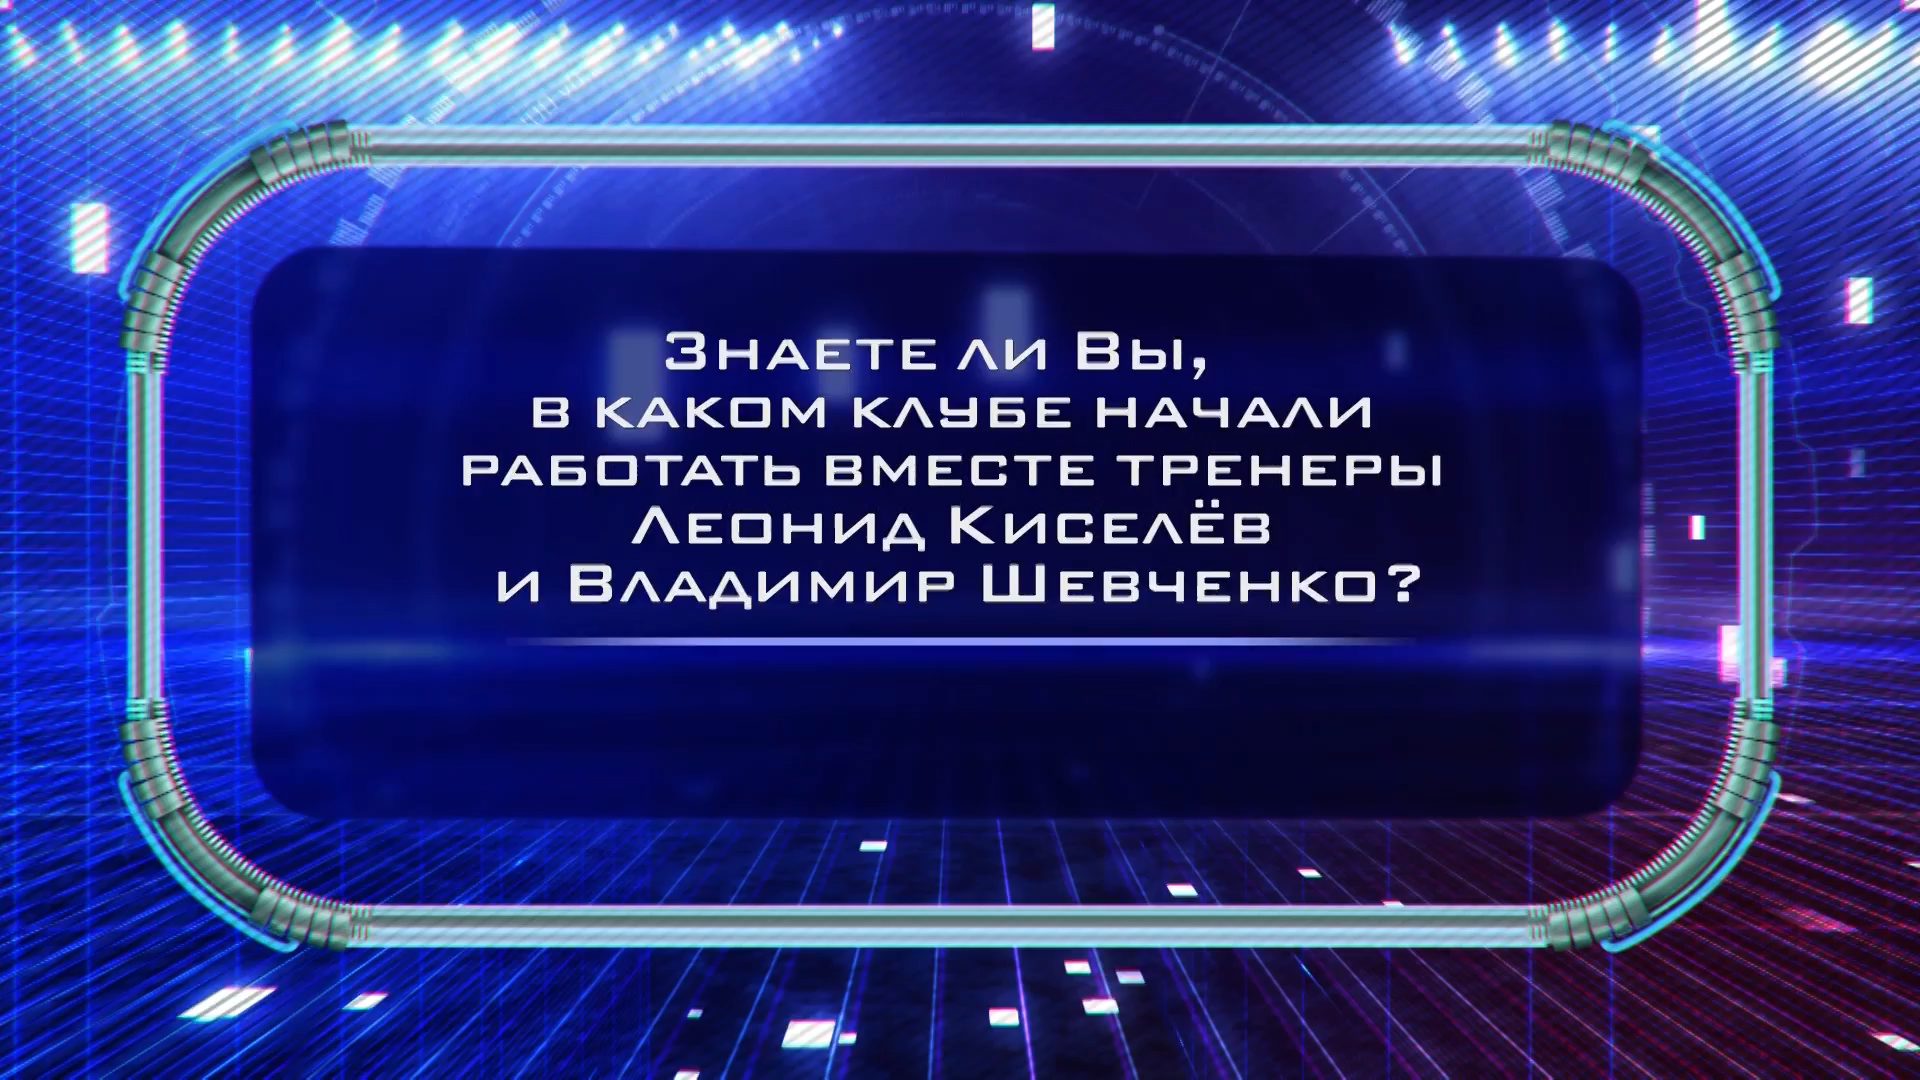 Знаете ли Вы,
в каком клубе начали
работать вместе тренеры
Леонид Киселёв
и Владимир Шевченко?